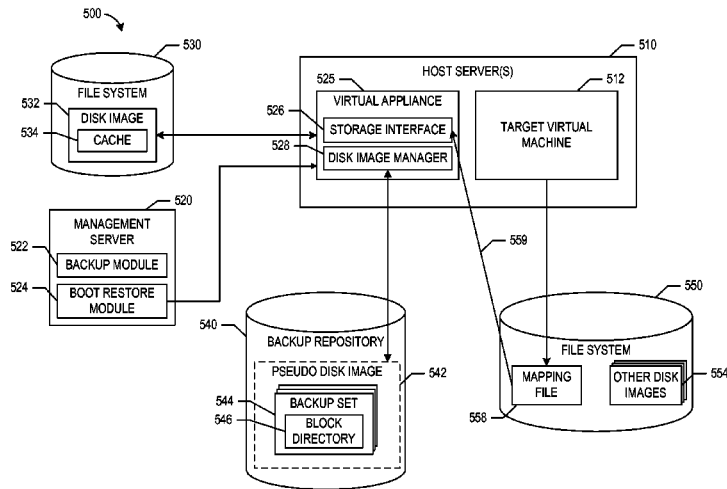 500
530
FILE SYSTEM
532
DISK IMAGE
534
CACHE
510
HOST SERVER(S)
525
VIRTUAL APPLIANCE
526
STORAGE INTERFACE
528
DISK IMAGE MANAGER
512
TARGET VIRTUAL
MACHINE
520
MANAGEMENT
SERVER
522
BACKUP MODULE
524
BOOT RESTORE
MODULE
559
540
BACKUP REPOSITORY
PSEUDO DISK IMAGE
542
544
BACKUP SET
546
BLOCK
DIRECTORY
550
FILE SYSTEM
MAPPING
FILE
558
OTHER DISK
IMAGES
554